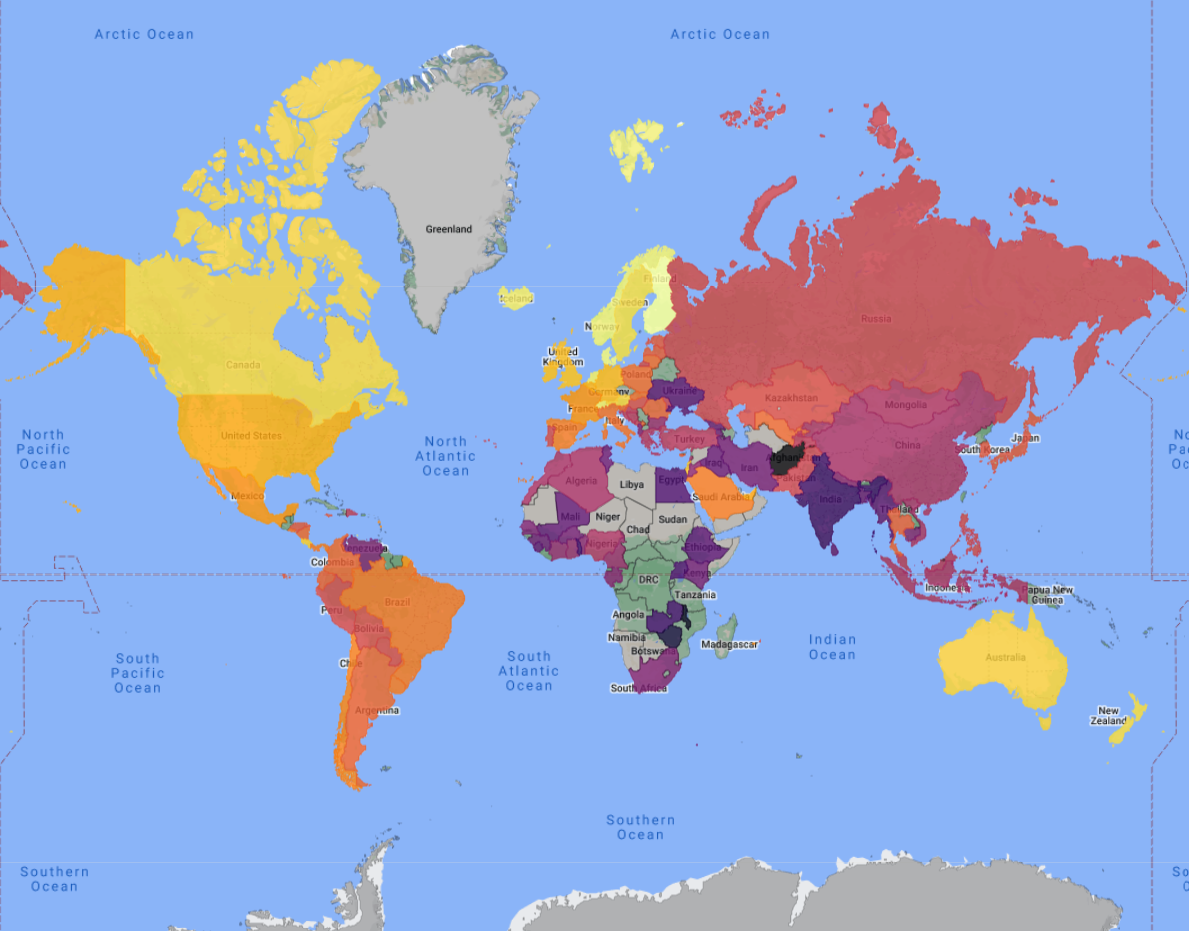 Arctic Ocean
Arctic Ocean
Greenland
Iceland
Finland
Sweden
Norway
Russia
Canada
United
Kingdom
Poland
Germany
Ukraine
Kazakhstan
France
Mongolia
Italy
Spain
United States
Turkey
China
Japan
South Korea
North
Pacific
Ocean
North
Atlantic
Ocean
Iraq
Iran
Afghanistan
Pakistan
Algeria
Libya
Egypt
Saudi Arabia
India
Mexico
Mali
Niger
Chad
Sudan
Thailand
Nigeria
Ethiopia
Venezuela
Colombia
DRC
Kenya
Indonesia
Papua New
Guinea
Tanzania
Peru
Brazil
Angola
Bolivia
Namibia
Botswana
Madagascar
Indian
Ocean
Australia
South
Pacific
Ocean
South
Atlantic
Ocean
Chile
South Africa
Argentina
New
Zealand
Southern
Ocean
Southern
Ocean